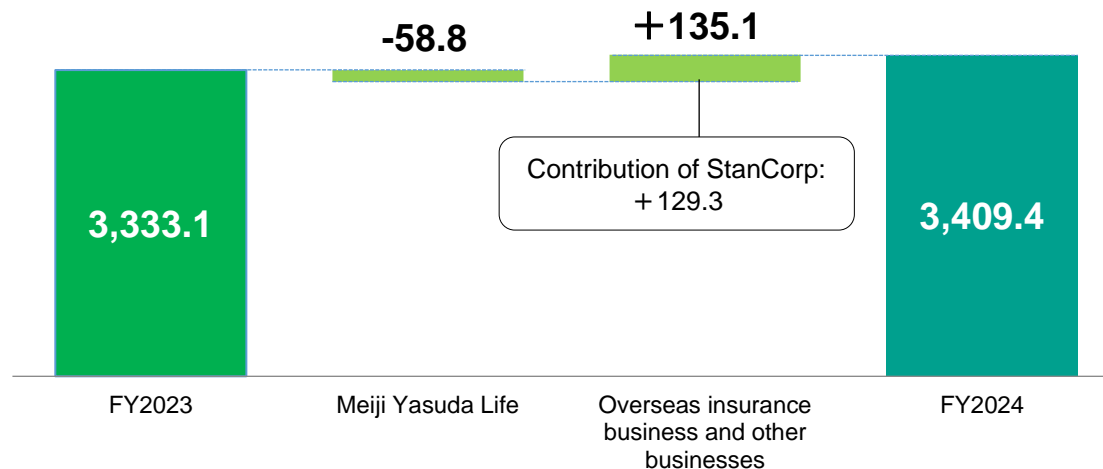 -58.8
＋135.1
Contribution of StanCorp:
＋129.3
3,333.1
3,409.4
FY2023
Meiji Yasuda Life
Overseas insurance
business and other
businesses
FY2024